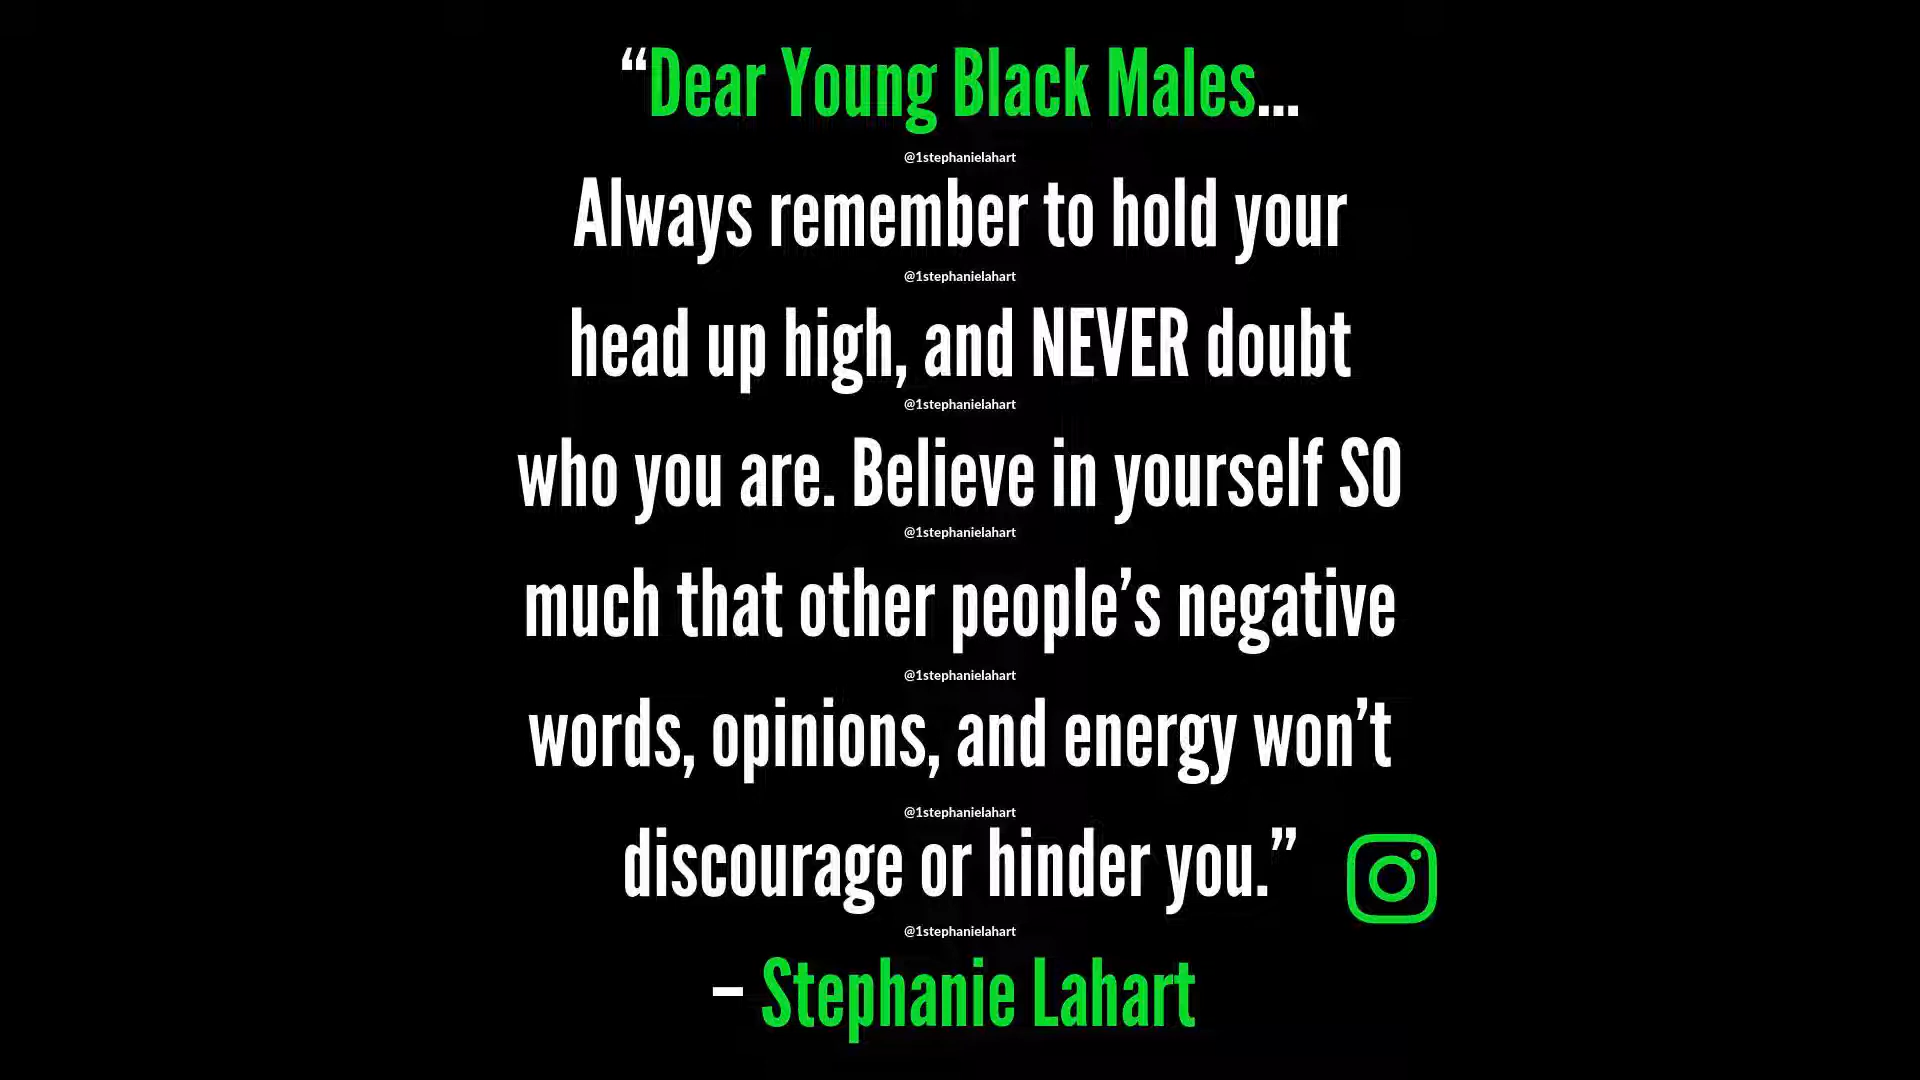 “Dear Young Black Males...
@1stephanielahart
Always remember to hold your
@1stephanielahart
head up high, and NEVER doubt
@1stephanielahart
who you are. Believe in yourself SO
@1stephanielahart
much that other people’s negative
@1stephanielahart
words, opinions, and energy won’t
@1stephanielahart
discourage or hinder you.”
@1stephanielahart
– Stephanie Lahart